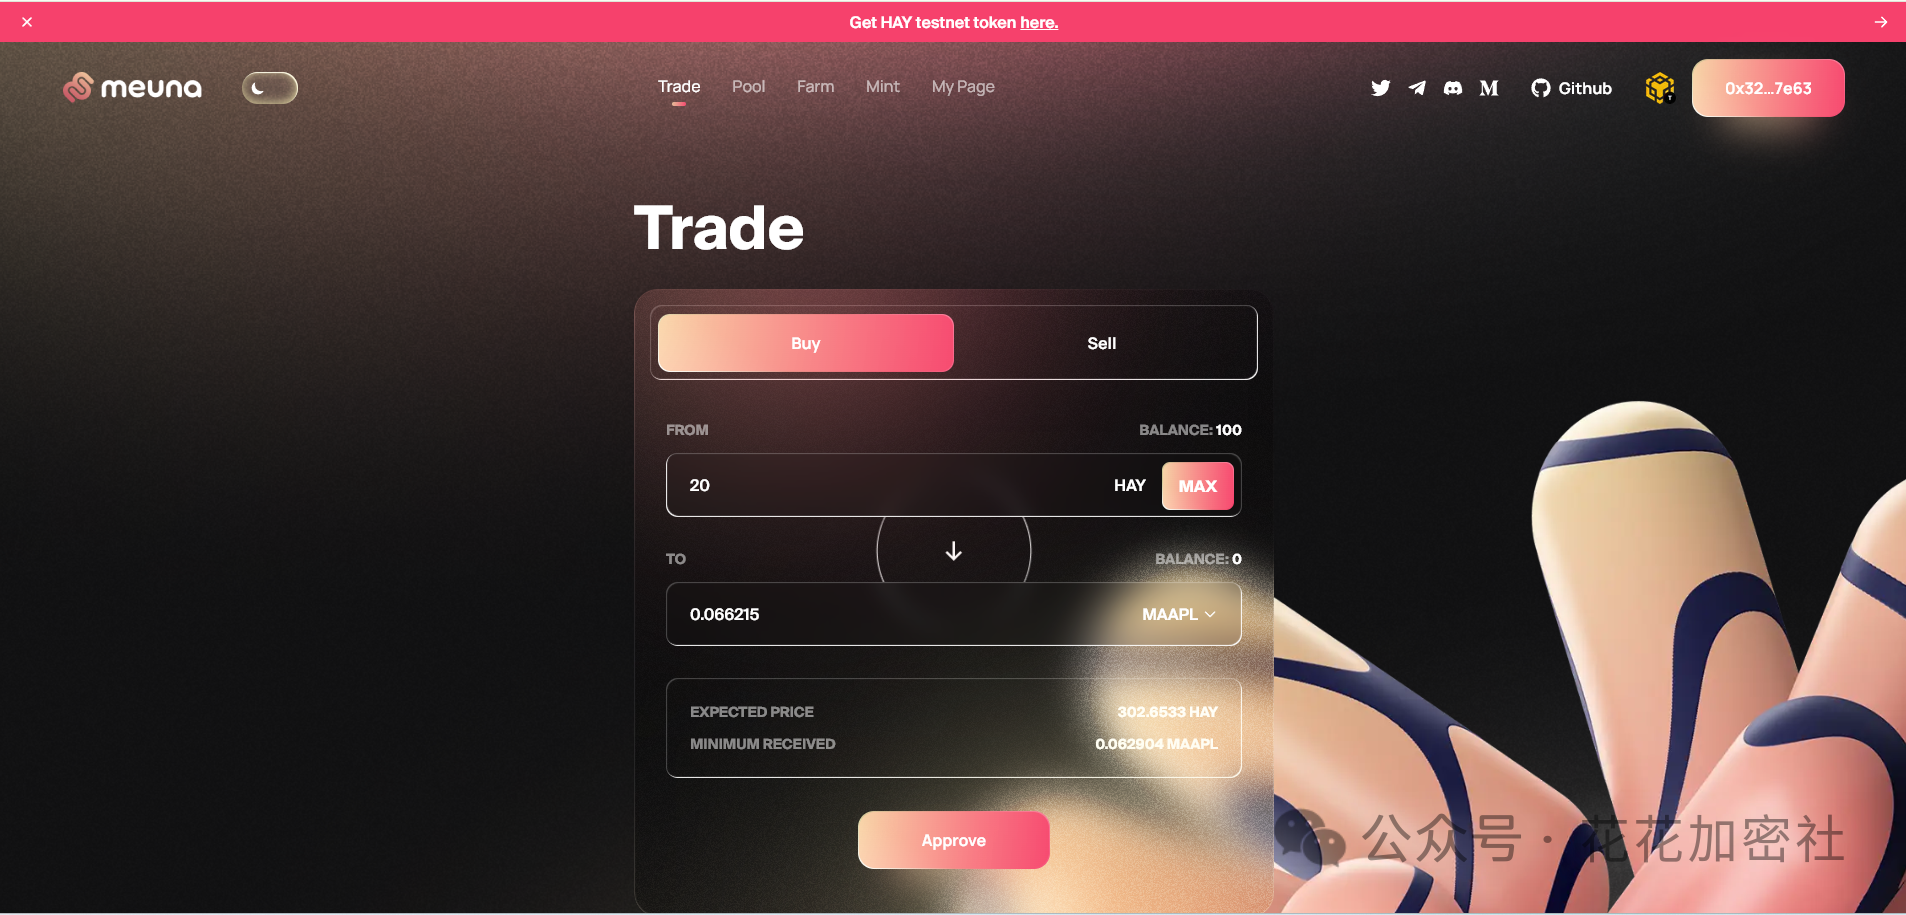 Get HAY testnet token here.
meuna
Trade Pool Farm Mint My Page
Github
0x32...7e63
Trade
Buy Sell
FROM BALANCE: 100
20 HAY MAX
TO BALANCE: 0
0.066215 MAAPL
EXPECTED PRICE 302.6533 HAY
MINIMUM RECEIVED 0.062904 MAAPL
Approve
公众号·花花加密社